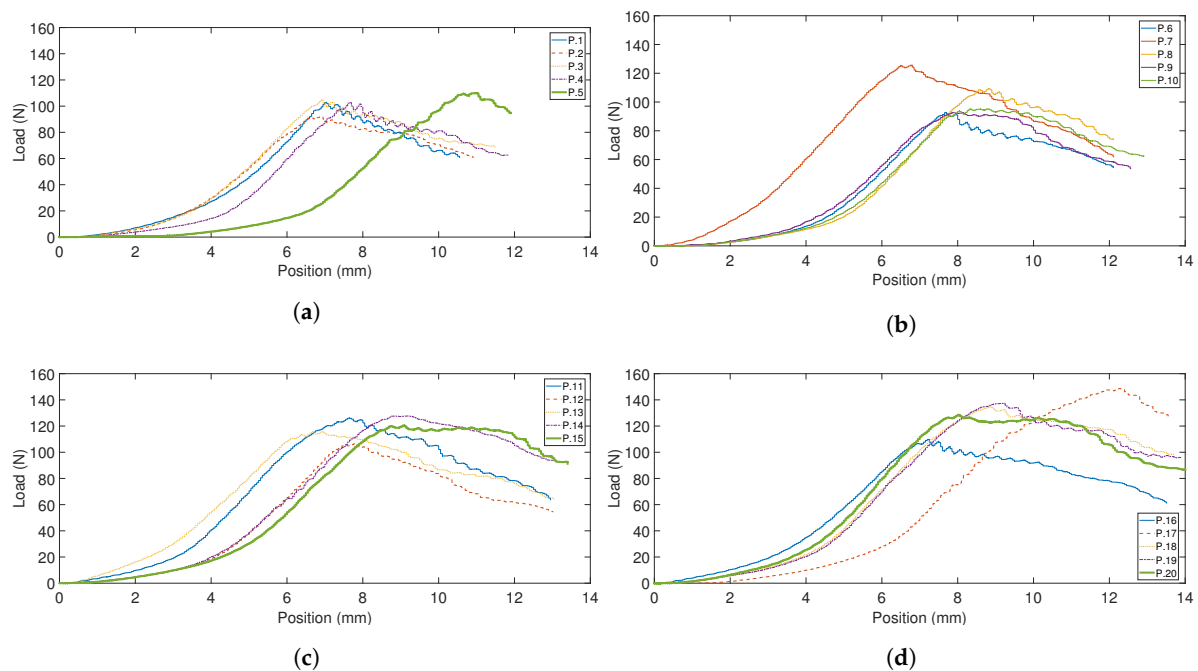 160
140
120
100
80
60
40
20
0
Load (N)
0 2 4 6 8 10 12 14
Position (mm)
P.1
P.2
P.3
P.4
P.5
(a)
160
140
120
100
80
60
40
20
0
Load (N)
0 2 4 6 8 10 12 14
Position (mm)
P.6
P.7
P.8
P.9
P.10
(b)
160
140
120
100
80
60
40
20
0
Load (N)
0 2 4 6 8 10 12 14
Position (mm)
P.11
P.12
P.13
P.14
P.15
(c)
160
140
120
100
80
60
40
20
0
Load (N)
0 2 4 6 8 10 12 14
Position (mm)
P.16
P.17
P.18
P.19
P.20
(d)